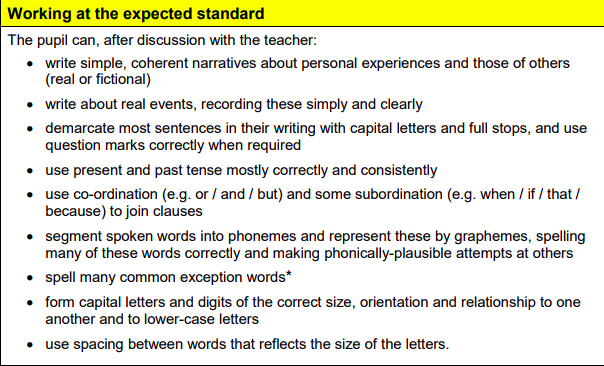 Working at the expected standard
The pupil can, after discussion with the teacher:
• write simple, coherent narratives about personal experiences and those of others
(real or fictional)
• write about real events, recording these simply and clearly
• demarcate most sentences in their writing with capital letters and full stops, and use
question marks correctly when required
• use present and past tense mostly correctly and consistently
• use co-ordination (e.g. or / and / but) and some subordination (e.g. when / if / that /
because) to join clauses
• segment spoken words into phonemes and represent these by graphemes, spelling
many of these words correctly and making phonically-plausible attempts at others
• spell many common exception words*
• form capital letters and digits of the correct size, orientation and relationship to one
another and to lower-case letters
• use spacing between words that reflects the size of the letters.